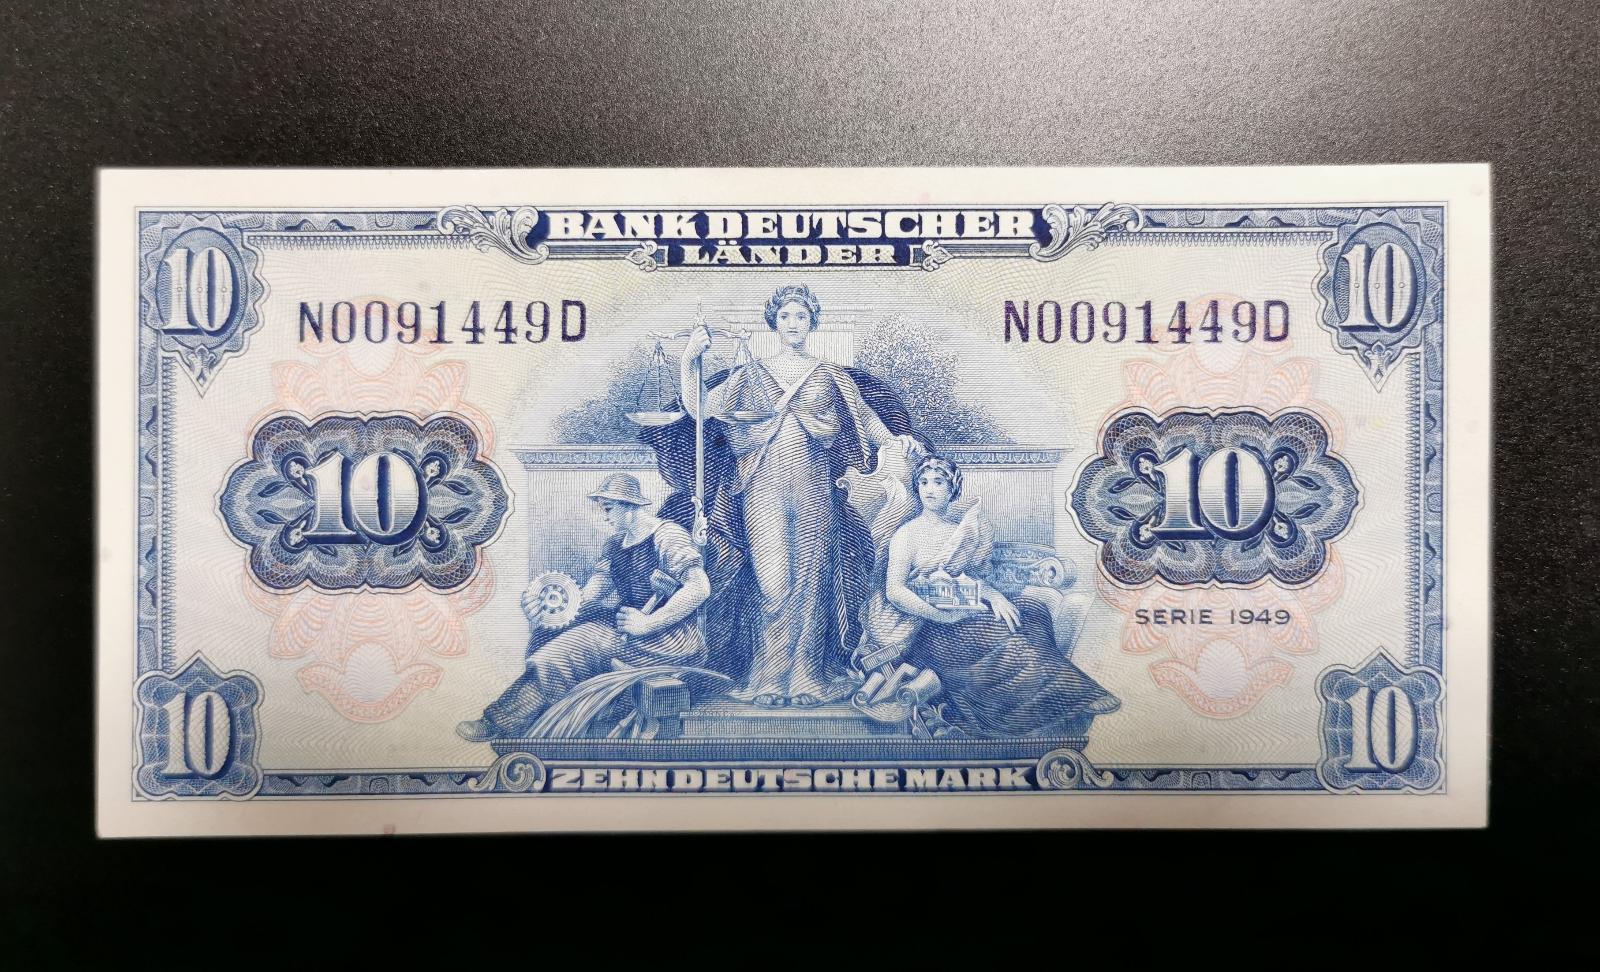 BANK DEUTSCHER
LÄNDER
10 10
N0091449D N0091449D
10 10
SERIE 1949
10 10
ZEHN DEUTSCHE MARK